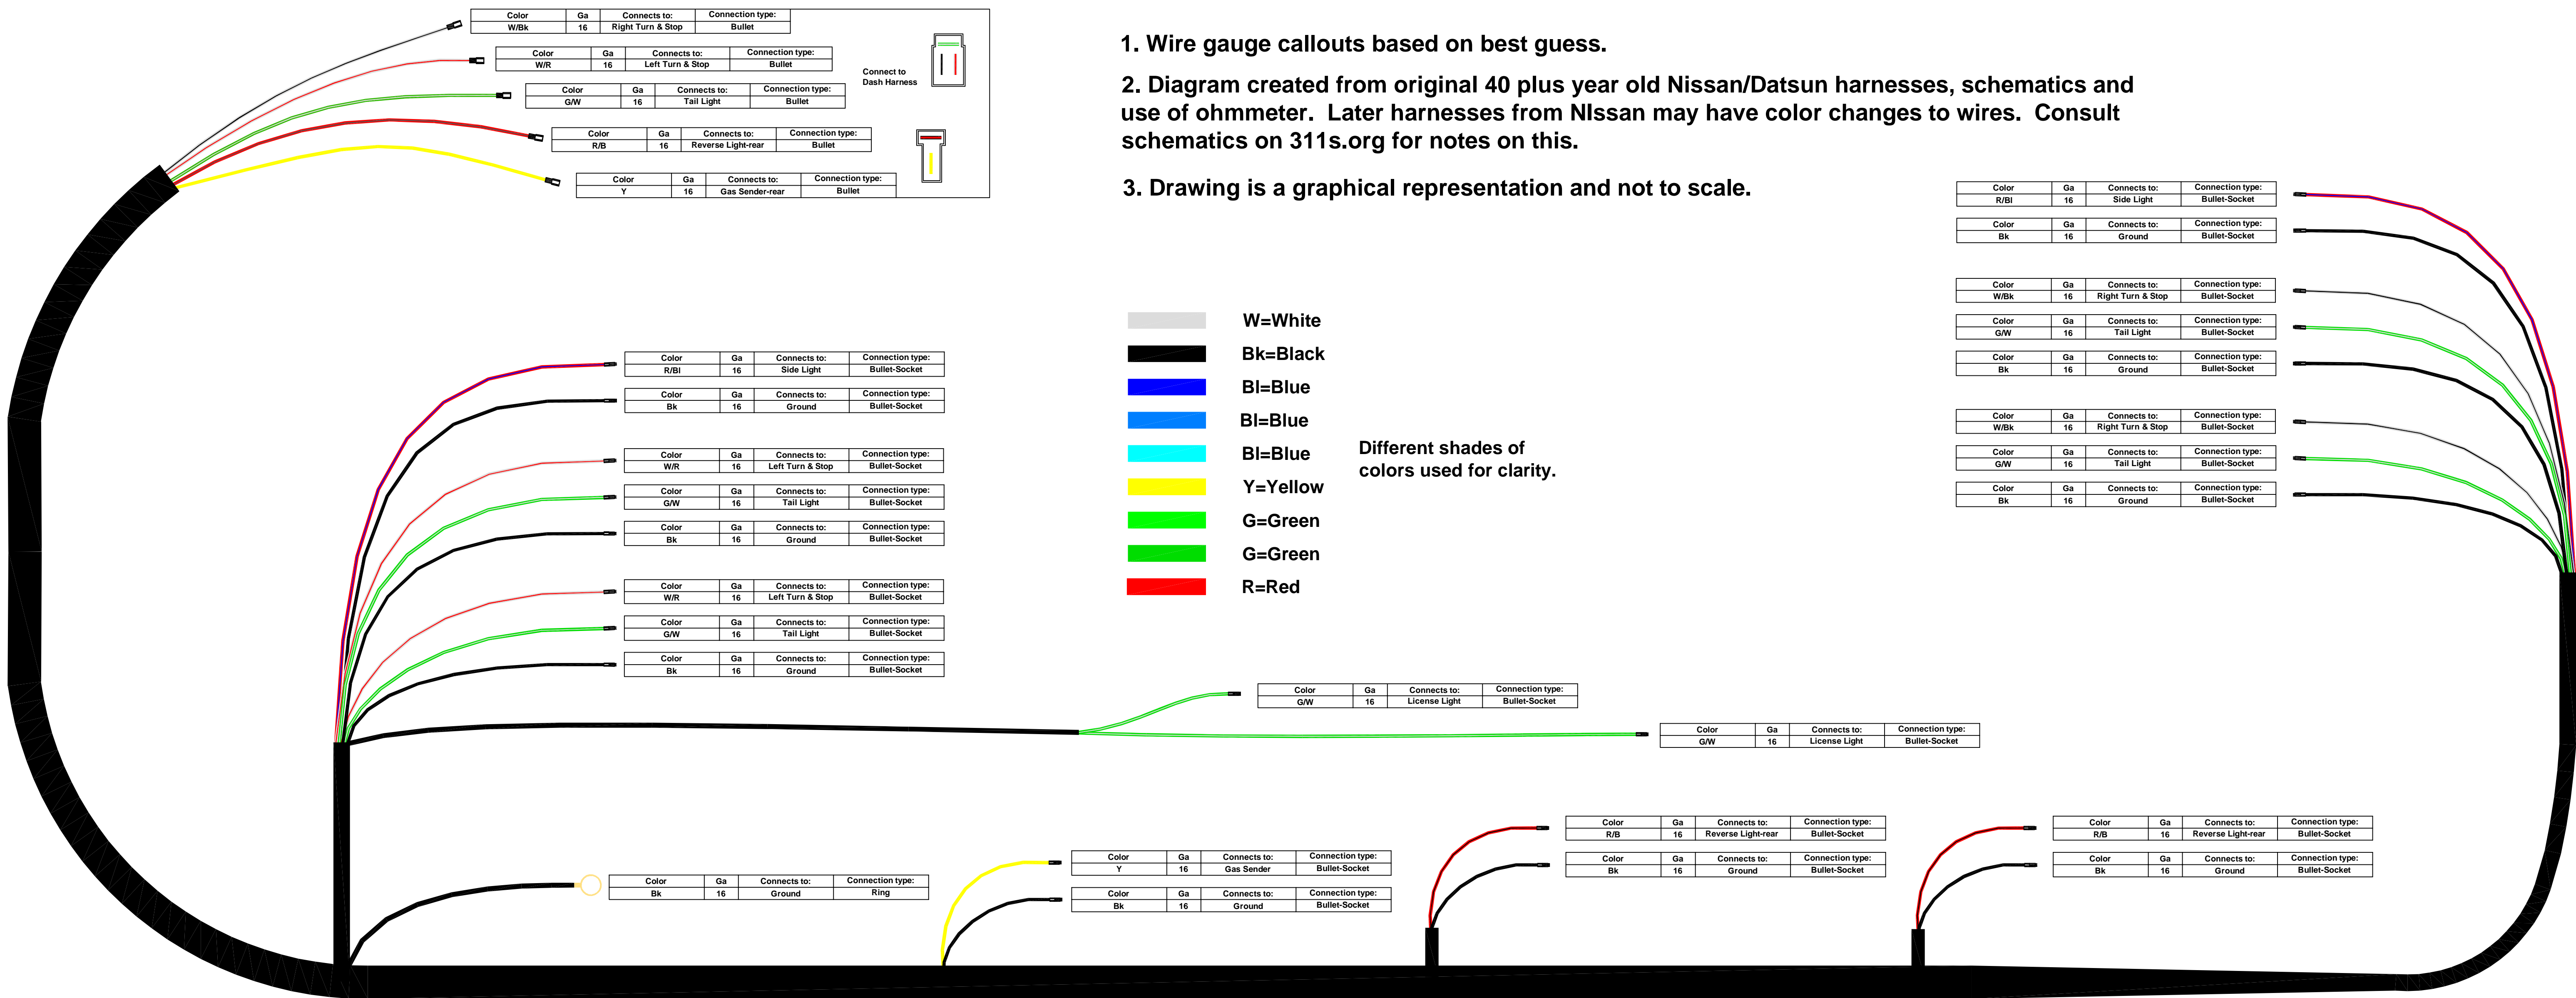 Color Ga Connects to: Connection type:
W/Bk 16 Right Turn & Stop Bullet
Color Ga Connects to: Connection type:
W/R 16 Left Turn & Stop Bullet
Color Ga Connects to: Connection type:
G/W 16 Tail Light Bullet
Color Ga Connects to: Connection type:
R/B 16 Reverse Light-rear Bullet
Color Ga Connects to: Connection type:
Y 16 Gas Sender-rear Bullet
Connect to
Dash Harness
1. Wire gauge callouts based on best guess.
2. Diagram created from original 40 plus year old Nissan/Datsun harnesses, schematics and
use of ohmmeter. Later harnesses from NIssan may have color changes to wires. Consult
schematics on 311s.org for notes on this.
3. Drawing is a graphical representation and not to scale.
Color Ga Connects to: Connection type:
R/Bl 16 Side Light Bullet-Socket
Color Ga Connects to: Connection type:
Bk 16 Ground Bullet-Socket
Color Ga Connects to: Connection type:
W/Bk 16 Right Turn & Stop Bullet-Socket
Color Ga Connects to: Connection type:
G/W 16 Tail Light Bullet-Socket
Color Ga Connects to: Connection type:
Bk 16 Ground Bullet-Socket
Color Ga Connects to: Connection type:
W/Bk 16 Right Turn & Stop Bullet-Socket
Color Ga Connects to: Connection type:
G/W 16 Tail Light Bullet-Socket
Color Ga Connects to: Connection type:
Bk 16 Ground Bullet-Socket
W=White
Bk=Black
Bl=Blue
Bl=Blue
Bl=Blue
Y=Yellow
G=Green
G=Green
R=Red
Different shades of
colors used for clarity.
Color Ga Connects to: Connection type:
R/Bl 16 Side Light Bullet-Socket
Color Ga Connects to: Connection type:
Bk 16 Ground Bullet-Socket
Color Ga Connects to: Connection type:
W/R 16 Left Turn & Stop Bullet-Socket
Color Ga Connects to: Connection type:
G/W 16 Tail Light Bullet-Socket
Color Ga Connects to: Connection type:
Bk 16 Ground Bullet-Socket
Color Ga Connects to: Connection type:
W/R 16 Left Turn & Stop Bullet-Socket
Color Ga Connects to: Connection type:
G/W 16 Tail Light Bullet-Socket
Color Ga Connects to: Connection type:
Bk 16 Ground Bullet-Socket
Color Ga Connects to: Connection type:
G/W 16 License Light Bullet-Socket
Color Ga Connects to: Connection type:
G/W 16 License Light Bullet-Socket
Color Ga Connects to: Connection type:
Bk 16 Ground Ring
Color Ga Connects to: Connection type:
Y 16 Gas Sender Bullet-Socket
Color Ga Connects to: Connection type:
Bk 16 Ground Bullet-Socket
Color Ga Connects to: Connection type:
R/B 16 Reverse Light-rear Bullet-Socket
Color Ga Connects to: Connection type:
Bk 16 Ground Bullet-Socket
Color Ga Connects to: Connection type:
R/B 16 Reverse Light-rear Bullet-Socket
Color Ga Connects to: Connection type:
Bk 16 Ground Bullet-Socket